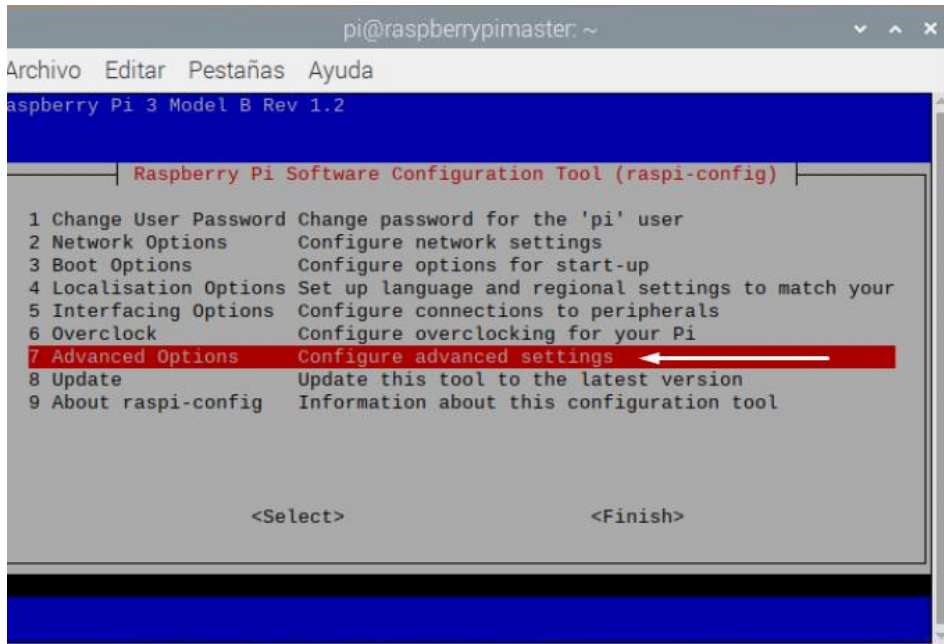 pi@raspberrypimaster: ~
Archivo Editar Pestañas Ayuda
aspberry Pi 3 Model B Rev 1.2
Raspberry Pi Software Configuration Tool (raspi-config)
1 Change User Password Change password for the 'pi' user
2 Network Options Configure network settings
3 Boot Options Configure options for start-up
4 Localisation Options Set up language and regional settings to match your
5 Interfacing Options Configure connections to peripherals
6 Overclock Configure overclocking for your Pi
7 Advanced Options Configure advanced settings
8 Update Update this tool to the latest version
9 About raspi-config Information about this configuration tool
<Select> <Finish>